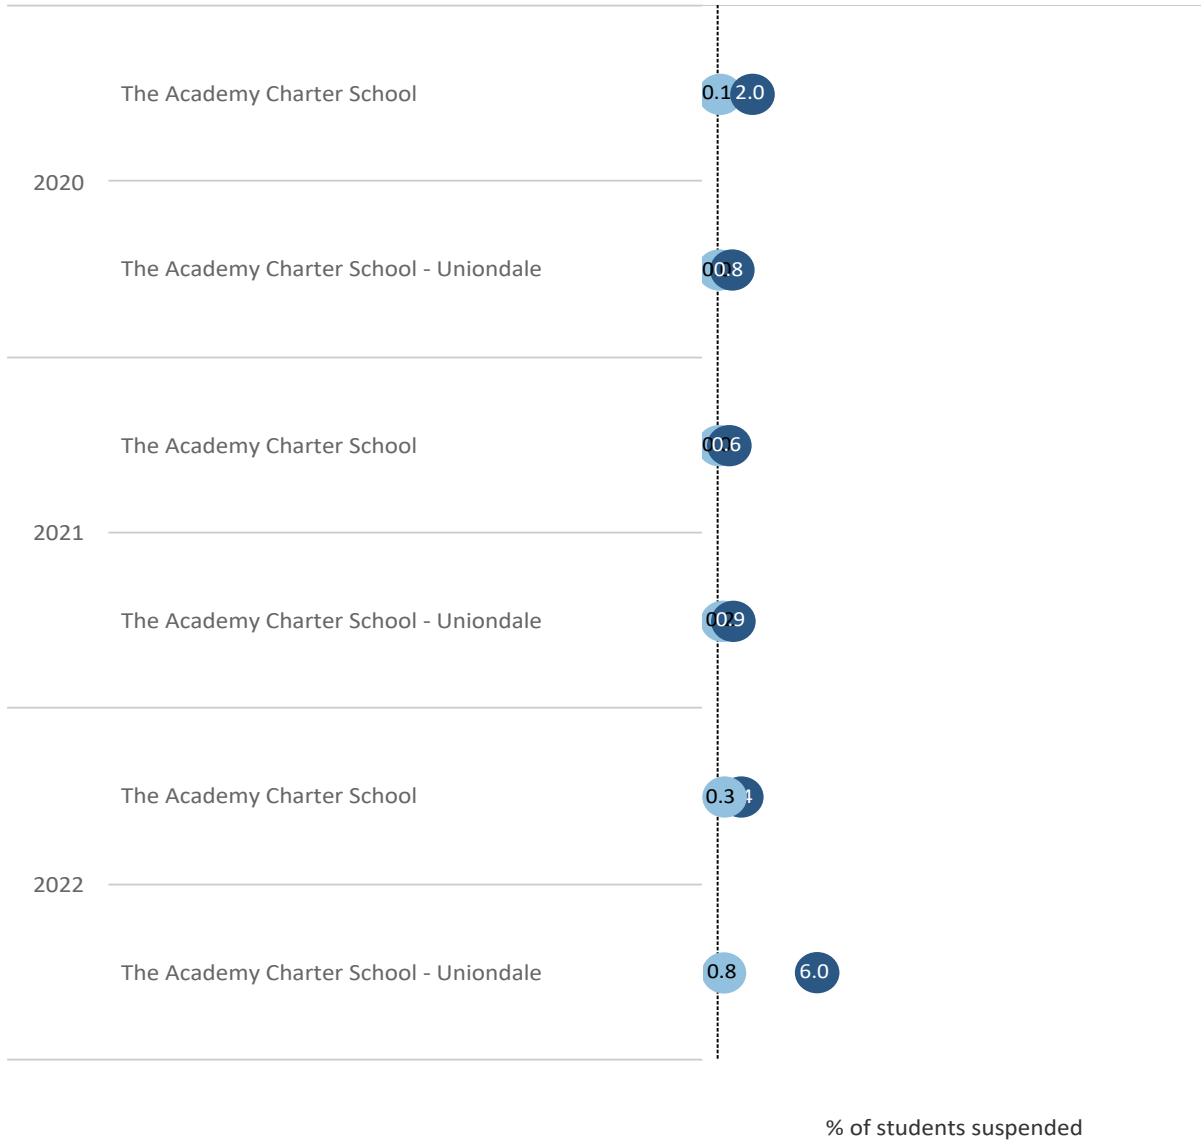 The Academy Charter School
0.1 2.0
2020
The Academy Charter School - Uniondale
0.8
The Academy Charter School
0.6
2021
The Academy Charter School - Uniondale
0.9
The Academy Charter School
0.3
2022
The Academy Charter School - Uniondale
0.8 6.0
% of students suspended